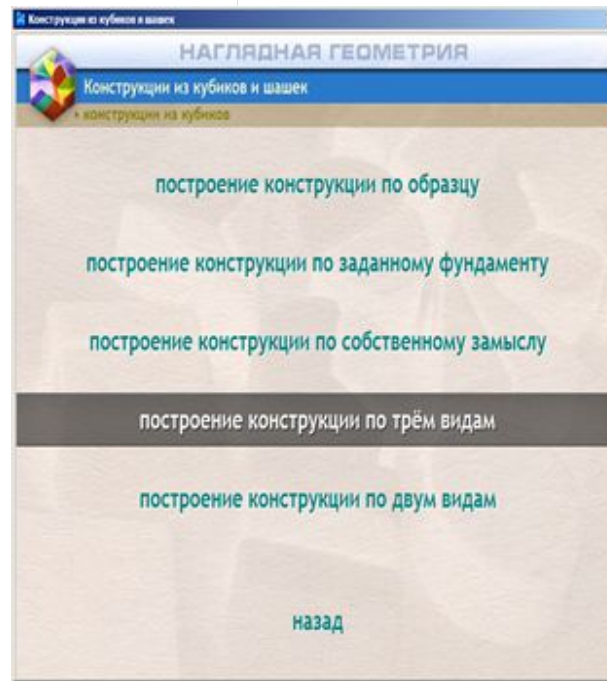 Конструкции из кубиков и шашек
НАГЛЯДНАЯ ГЕОМЕТРИЯ
Конструкции из кубиков и шашек
• конструкции из кубиков
построение конструкции по образцу
построение конструкции по заданному фундаменту
построение конструкции по собственному замыслу
построение конструкции по трём видам
построение конструкции по двум видам
назад